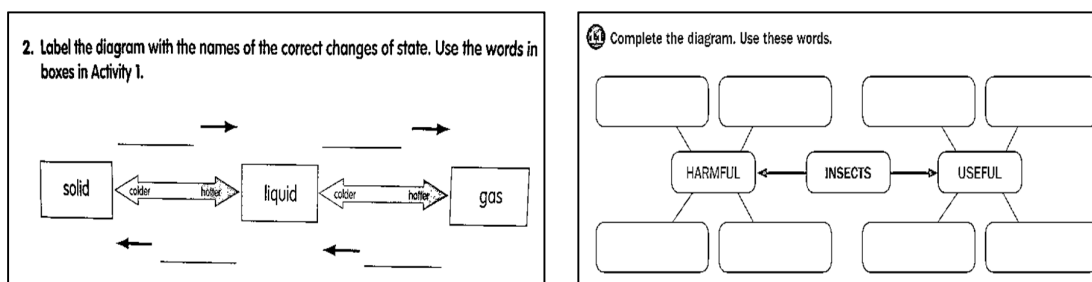 2. Label the diagram with the names of the correct changes of state. Use the words in
boxes in Activity 1.
solid
colder
hotter
liquid
colder
hotter
gas
Complete the diagram. Use these words.
HARMFUL
INSECTS
USEFUL